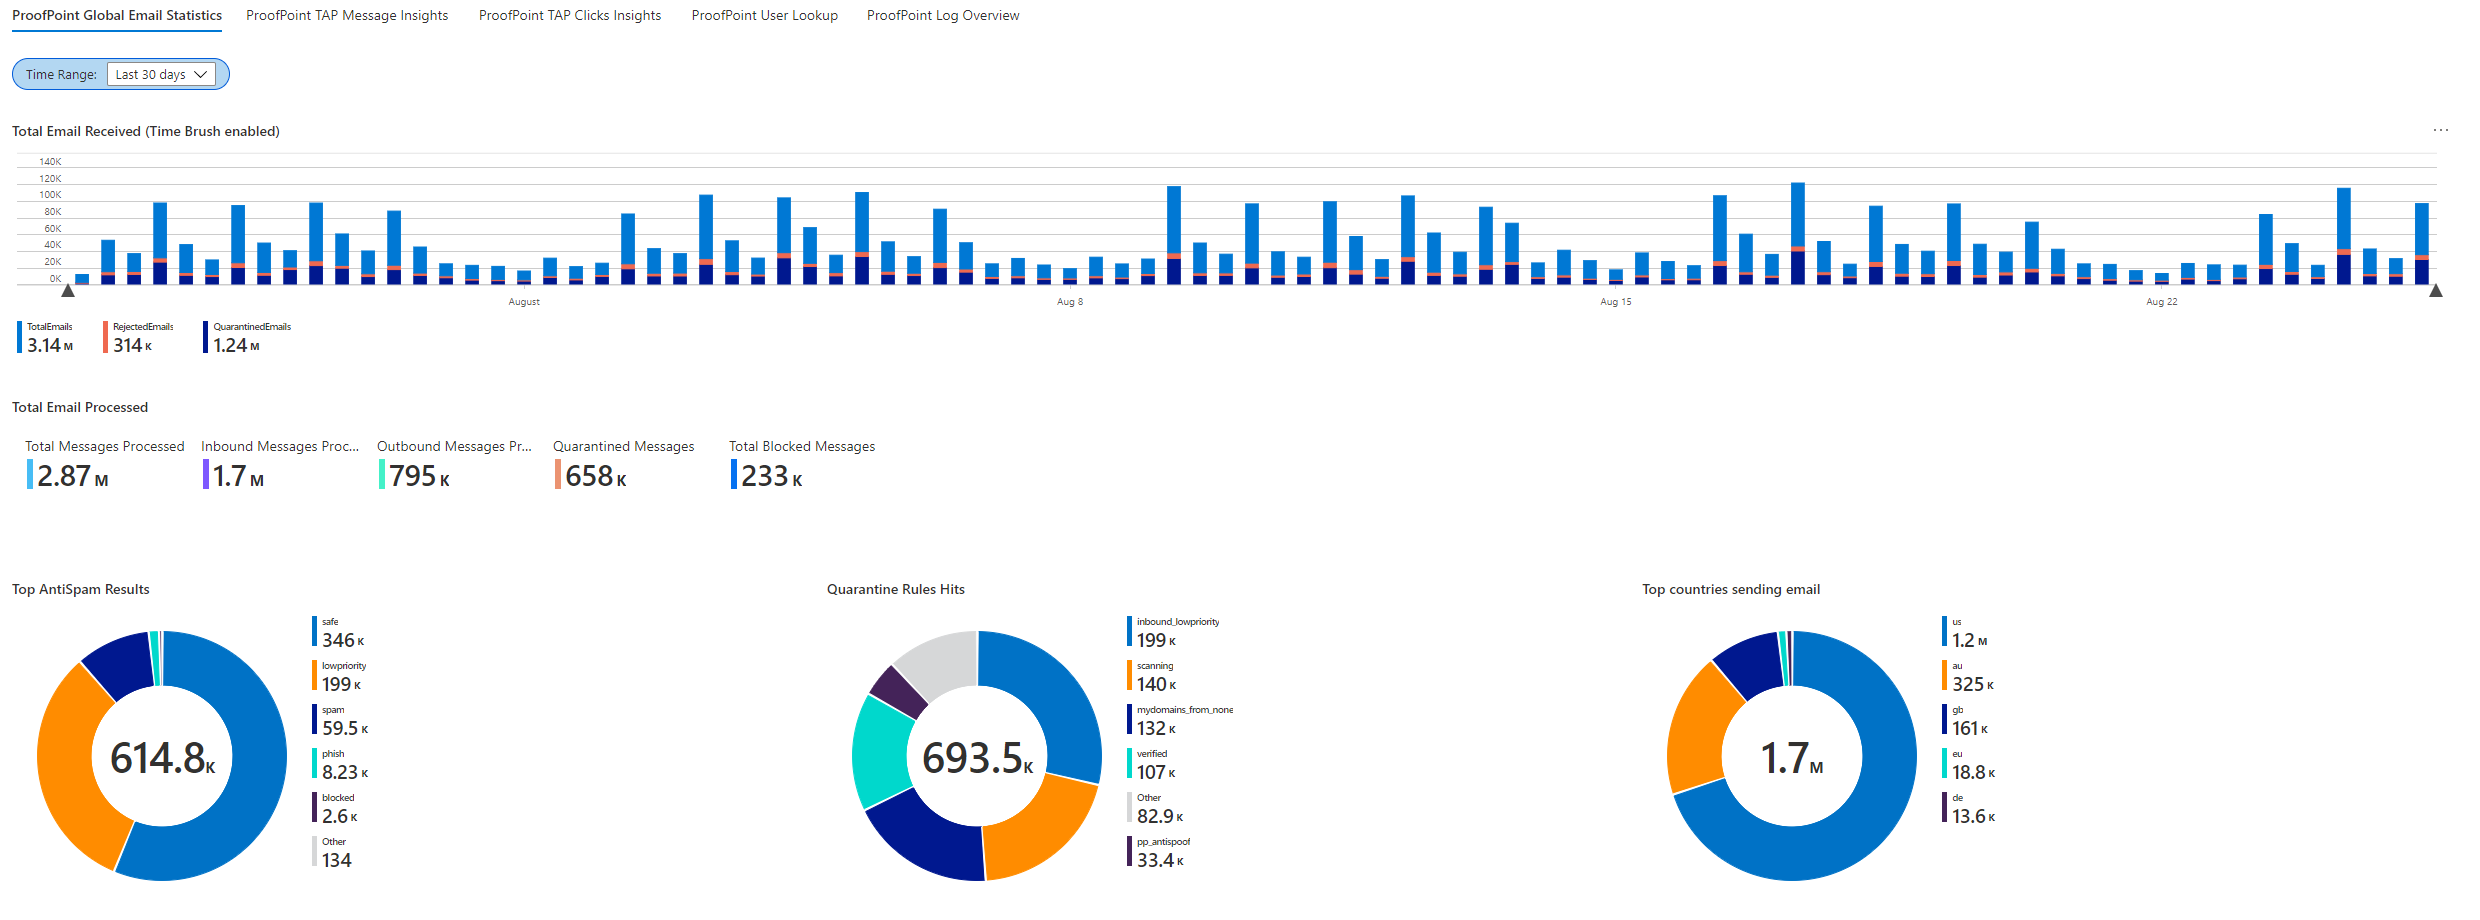 ProofPoint Global Email Statistics
ProofPoint TAP Message Insights
ProofPoint TAP Clicks Insights
ProofPoint User Lookup
ProofPoint Log Overview
Time Range: Last 30 days
Total Email Received (Time Brush enabled)
...
140K
120K
100K
80K
60K
40K
20K
0K
August
Aug 8
Aug 15
Aug 22
TotalEmails
3.14 M
RejectedEmails
314 K
QuarantinedEmails
1.24 M
Total Email Processed
Total Messages Processed
2.87 M
Inbound Messages Proc...
1.7 M
Outbound Messages Pr...
795 K
Quarantined Messages
658 K
Total Blocked Messages
233 K
Top AntiSpam Results
614.8K
safe
346 K
lowpriority
199 K
spam
59.5 K
phish
8.23 K
blocked
2.6 K
Other
134
Quarantine Rules Hits
693.5K
inbound_lowpriority
199 K
scanning
140 K
mydomains_from_none
132 K
verified
107 K
Other
82.9 K
pp_antispoof
33.4 K
Top countries sending email
1.7 M
us
1.2 M
au
325 K
gb
161 K
eu
18.8 K
de
13.6 K